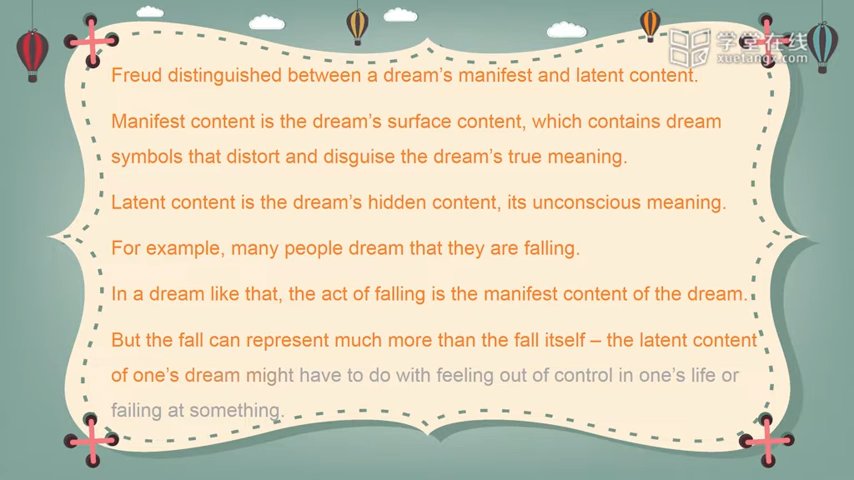 学堂在线
xuetangz.com
Freud distinguished between a dream's manifest and latent content.
Manifest content is the dream's surface content, which contains dream
symbols that distort and disguise the dream's true meaning.
Latent content is the dream's hidden content, its unconscious meaning.
For example, many people dream that they are falling.
In a dream like that, the act of falling is the manifest content of the dream.
But the fall can represent much more than the fall itself – the latent content
of one's dream might have to do with feeling out of control in one's life or
failing at something.